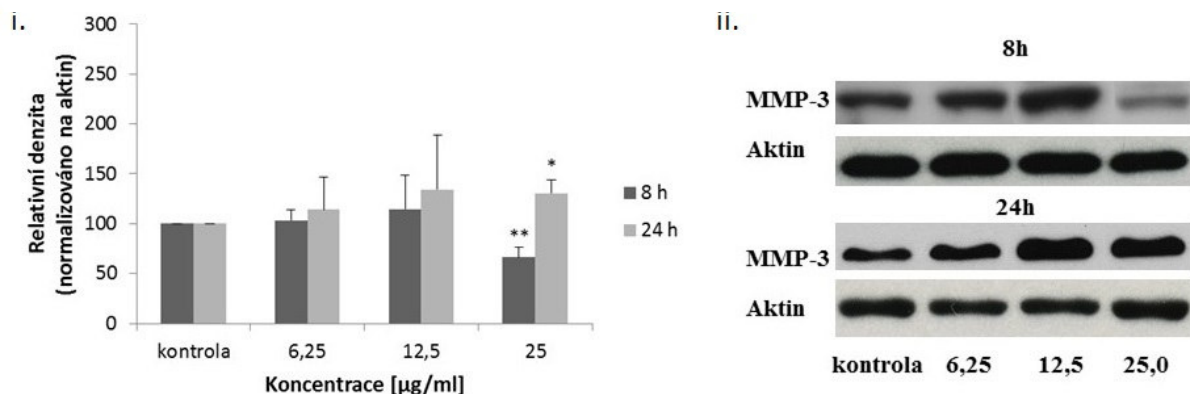 i.
300
250
200
150
100
50
0
Relativní denzita
(normalizováno na aktin)
**
*
8 h
24 h
kontrola 6,25 12,5 25
Koncentrace [µg/ml]
ii.
8h
MMP-3
Aktin
24h
MMP-3
Aktin
kontrola 6,25 12,5 25,0